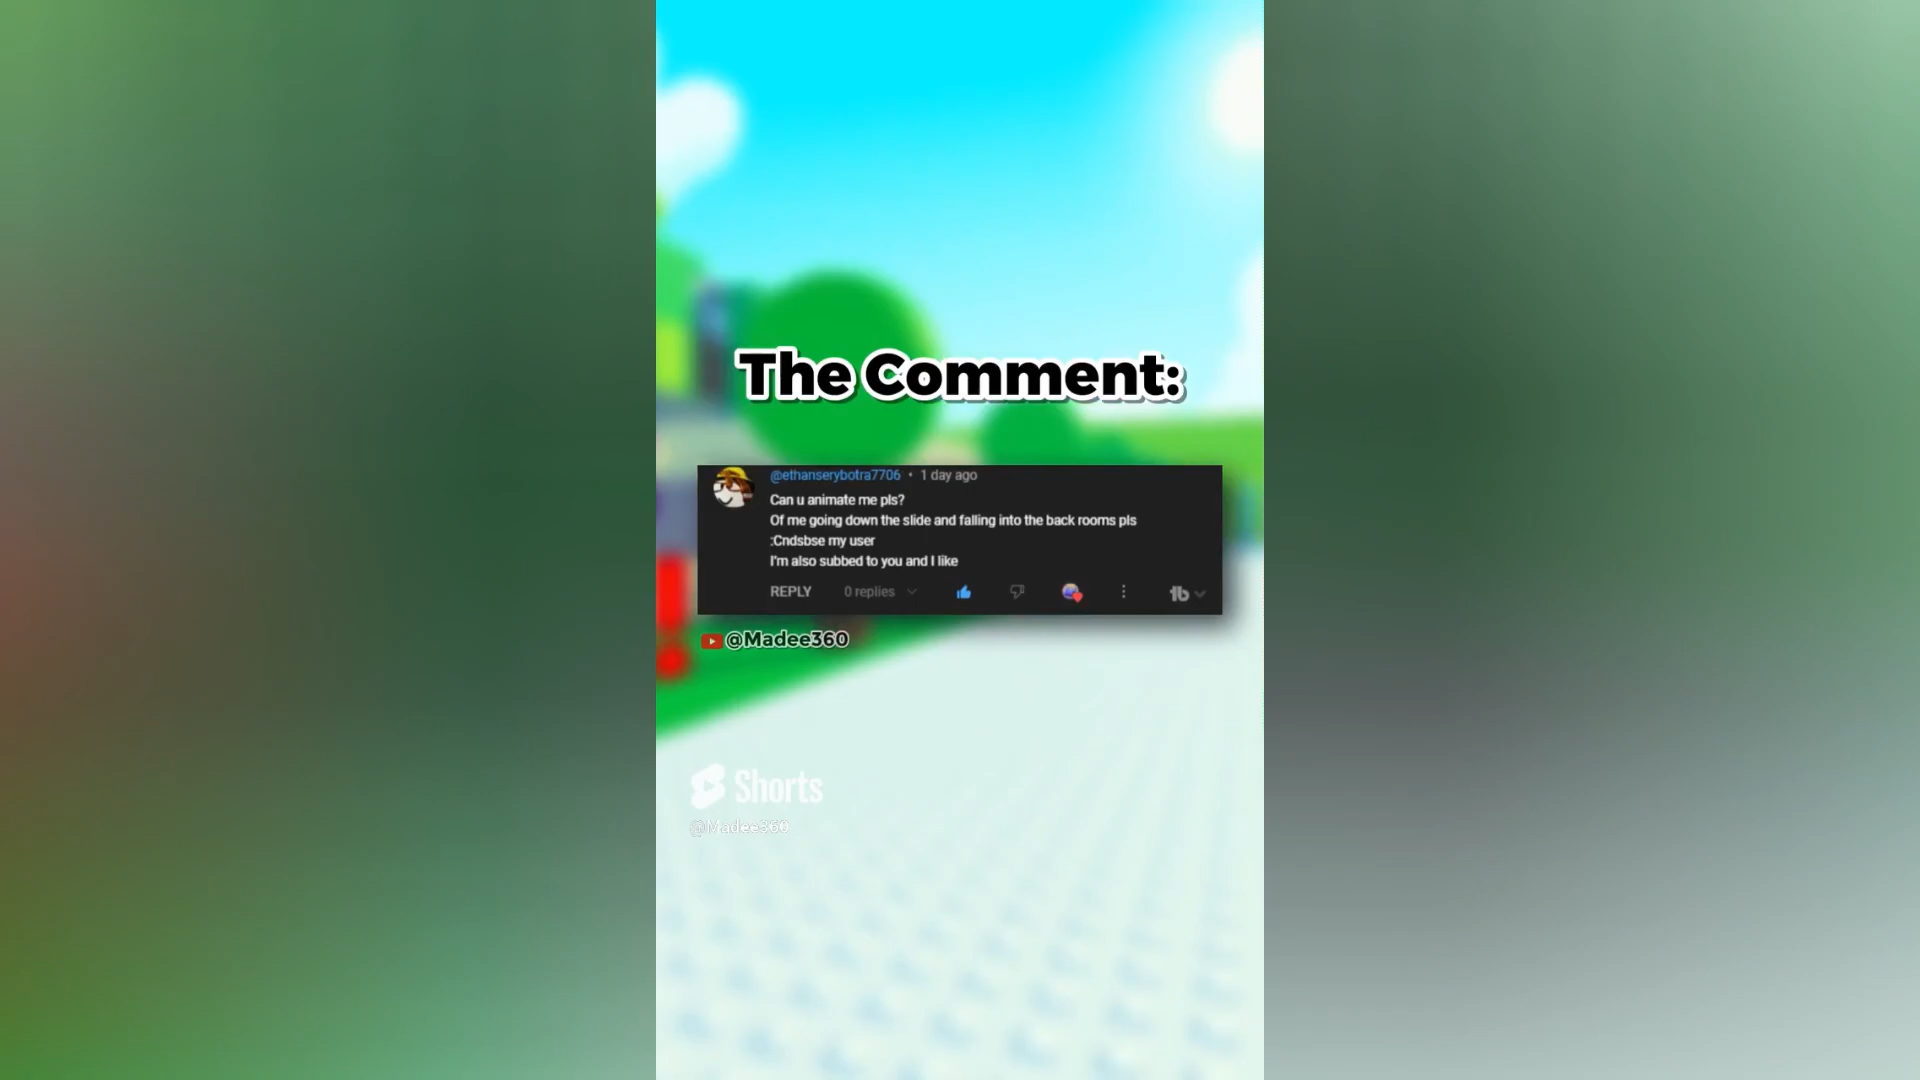 The Comment:
@ethanserybotra7706 • 1 day ago
Can u animate me pls?
Of me going down the slide and falling into the back rooms pls
:Cndsbse my user
I'm also subbed to you and I like
REPLY 0 replies
@Madee360
Shorts
@Madee360